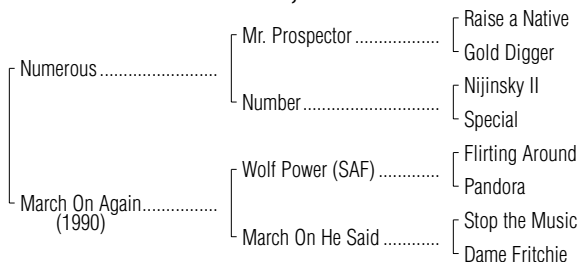 Raise a Native
Mr. Prospector ..................
Gold Digger
Numerous .........................
Nijinsky II
Number .............................
Special
Flirting Around
Wolf Power (SAF) .............
Pandora
March On Again................
(1990)
Stop the Music
March On He Said ............
Dame Fritchie